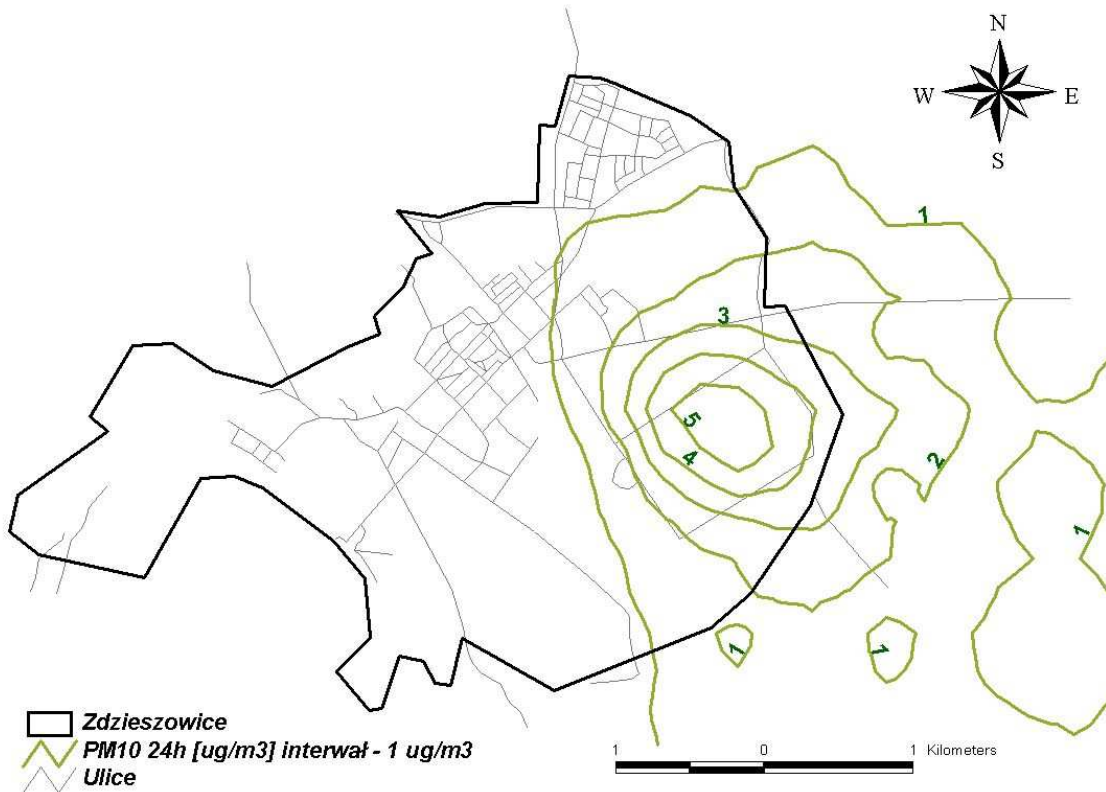 N
W E
S
1
3
5
4
2
1
1
1
Zdzieszowice
PM10 24h [ug/m3] interwał - 1 ug/m3
Ulice
1 0 1 Kilometers